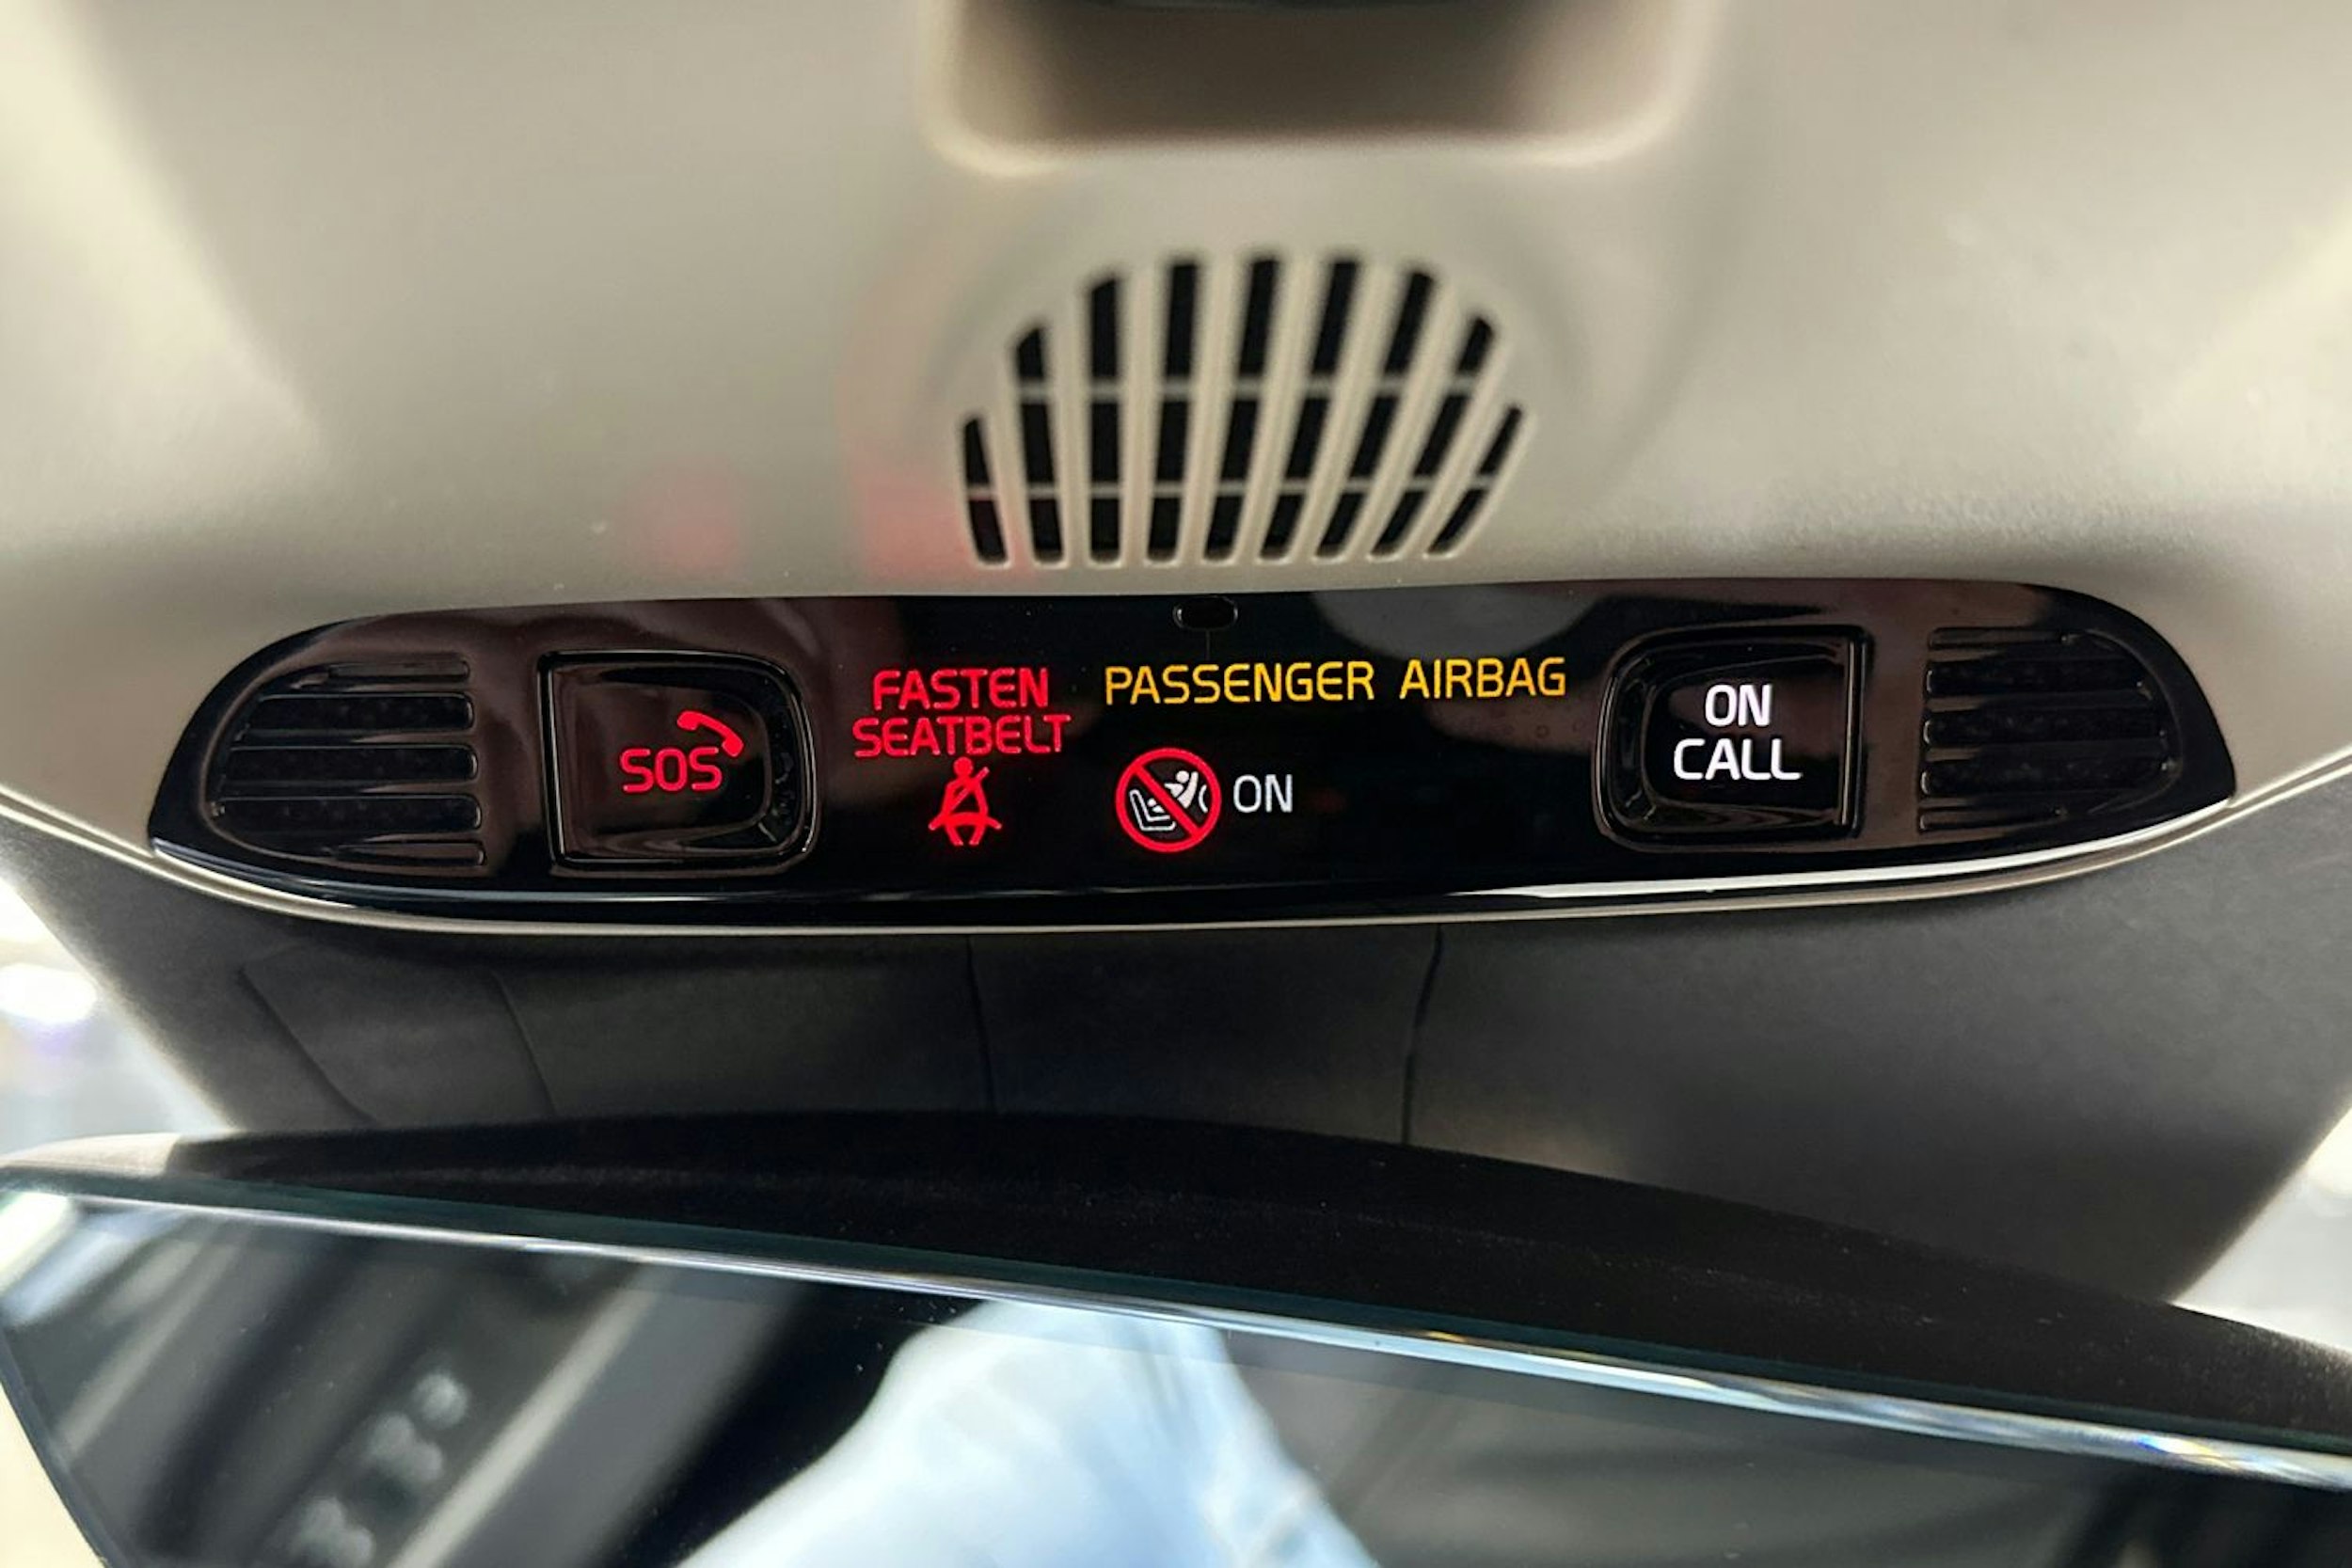 SOS
FASTEN
SEATBELT
PASSENGER AIRBAG
ON
ON
CALL